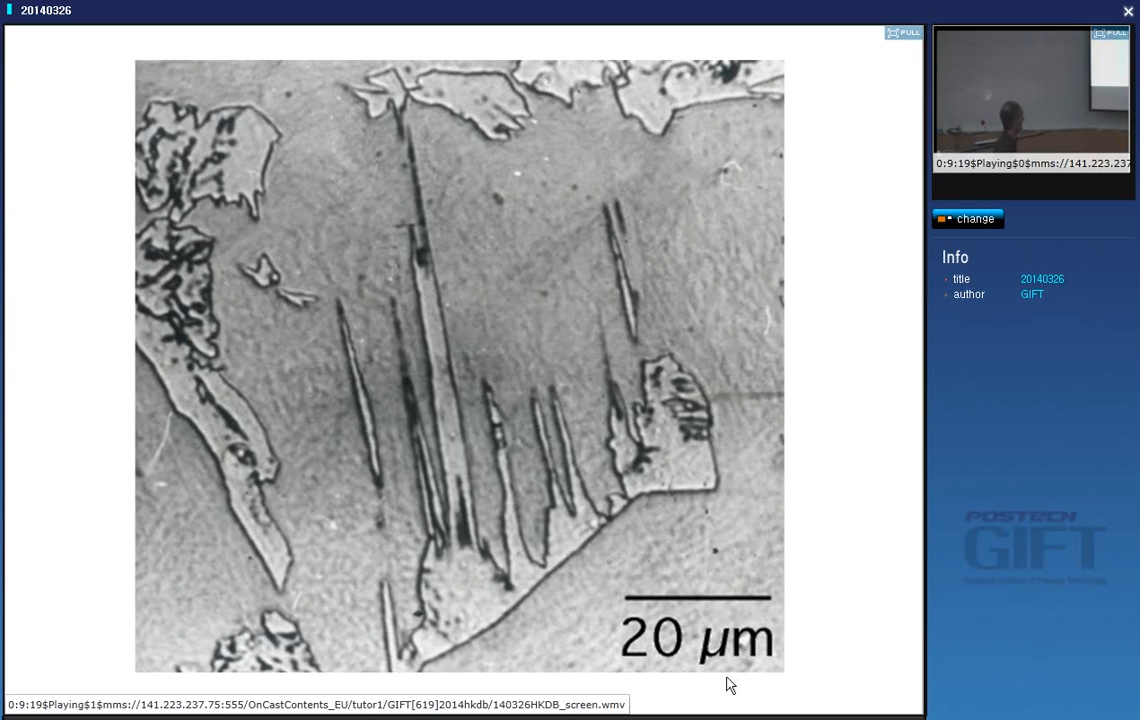 20140326
FULL
FULL
0:9:19$Playing$0$mms://141.223.237
change
Info
title 20140326
author GIFT
POSTECH
GIFT
20 µm
0:9:19$Playing$1$mms://141.223.237.75:555/OnCastContents_EU/tutor1/GIFT[619]2014hkdb/140326HKDB_screen.wmv